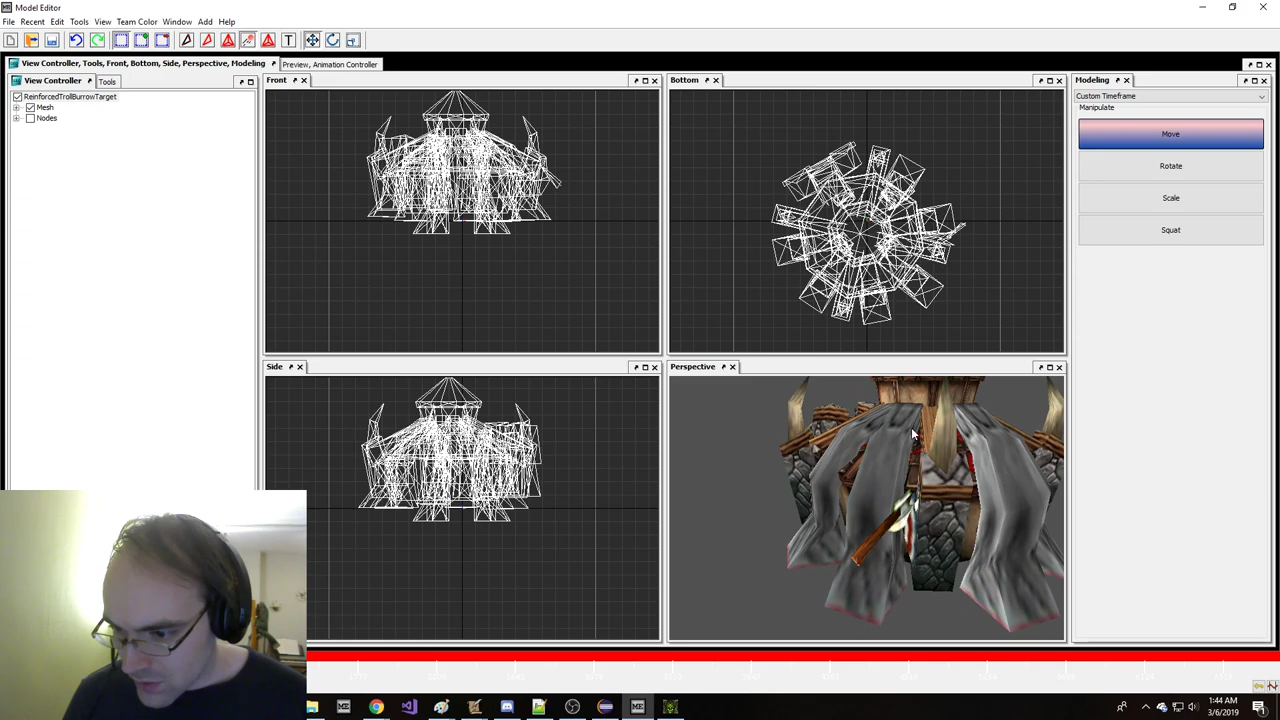 Model Editor
File Recent Edit Tools View Team Color Window Add Help
View Controller, Tools, Front, Bottom, Side, Perspective, Modeling
Preview, Animation Controller
View Controller
Tools
ReinforcedTrollBurrowTarget
Mesh
Nodes
Front
Bottom
Side
Perspective
Modeling
Custom Timeframe
Manipulate
Move
Rotate
Scale
Squat
1:44 AM
3/6/2019